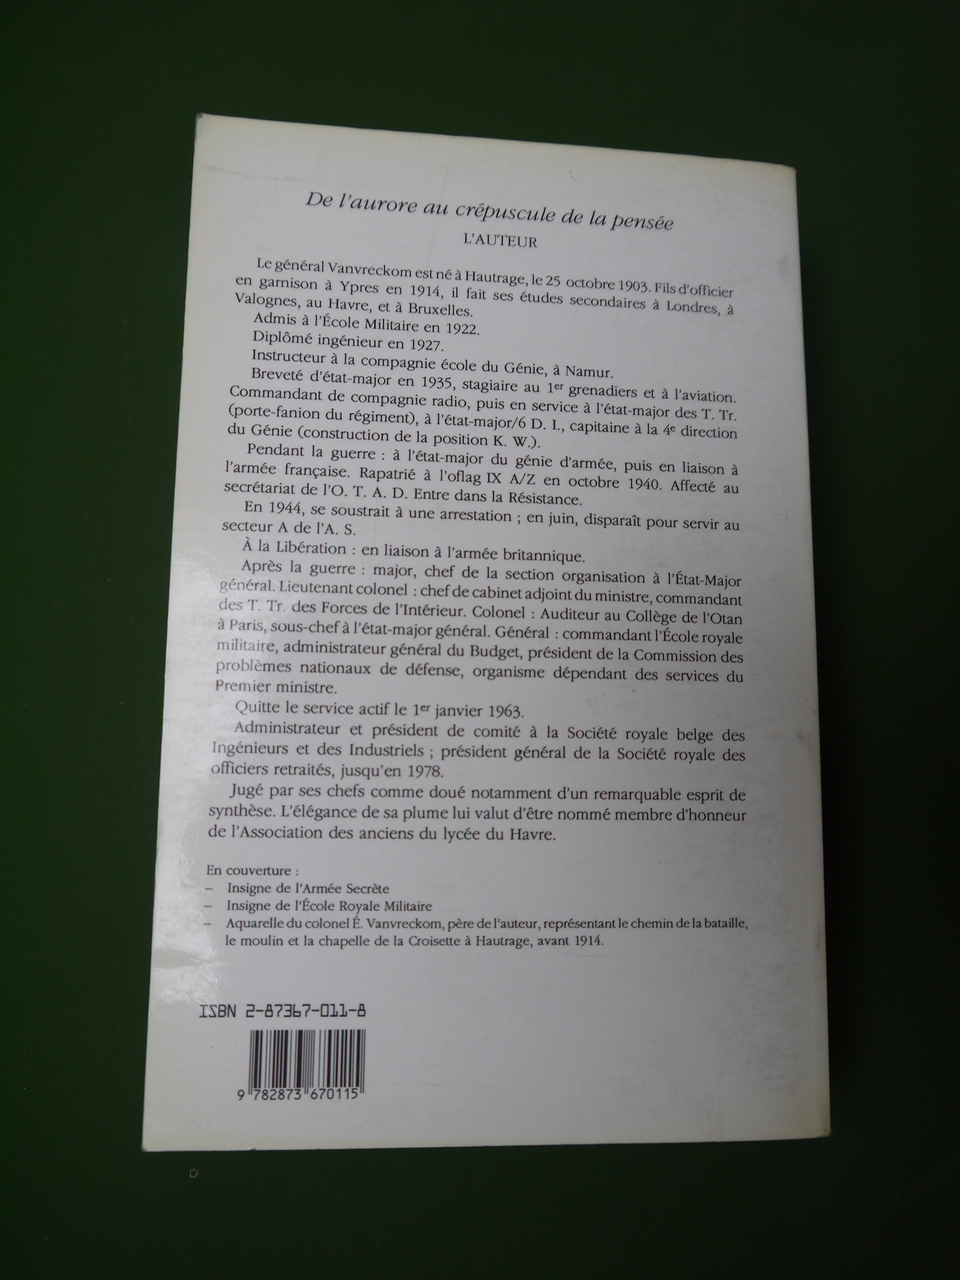 De l'aurore au crépuscule de la pensée
L'AUTEUR
Le général Vanvreckom est né à Hautrage, le 25 octobre 1903. Fils d'officier
en garnison à Ypres en 1914, il fait ses études secondaires à Londres, à
Valognes, au Havre, et à Bruxelles.
Admis à l'École Militaire en 1922.
Diplômé ingénieur en 1927.
Instructeur à la compagnie école du Génie, à Namur.
Breveté d'état-major en 1935, stagiaire au 1er grenadiers et à l'aviation.
Commandant de compagnie radio, puis en service à l'état-major des T. Tr.
(porte-fanion du régiment), à l'état-major/6 D. I., capitaine à la 4e direction
du Génie (construction de la position K. W.).
Pendant la guerre : à l'état-major du génie d'armée, puis en liaison à
l'armée française. Rapatrié à l'oflag IX A/Z en octobre 1940. Affecté au
secrétariat de l'O. T. A. D. Entre dans la Résistance.
En 1944, se soustrait à une arrestation ; en juin, disparaît pour servir au
secteur A de l'A. S.
À la Libération : en liaison à l'armée britannique.
Après la guerre : major, chef de la section organisation à l'État-Major
général. Lieutenant colonel : chef de cabinet adjoint du ministre, commandant
des T. Tr. des Forces de l'Intérieur. Colonel : Auditeur au Collège de l'Otan
à Paris, sous-chef à l'état-major général. Général : commandant l'École royale
militaire, administrateur général du Budget, président de la Commission des
problèmes nationaux de défense, organisme dépendant des services du
Premier ministre.
Quitte le service actif le 1er janvier 1963.
Administrateur et président de comité à la Société royale belge des
Ingénieurs et des Industriels ; président général de la Société royale des
officiers retraités, jusqu'en 1978.
Jugé par ses chefs comme doué notamment d'un remarquable esprit de
synthèse. L'élégance de sa plume lui valut d'être nommé membre d'honneur
de l'Association des anciens du lycée du Havre.
En couverture :
– Insigne de l'Armée Secrète
– Insigne de l'École Royale Militaire
– Aquarelle du colonel É. Vanvreckom, père de l'auteur, représentant le chemin de la bataille,
le moulin et la chapelle de la Croisette à Hautrage, avant 1914.
ISBN 2-87367-011-8
9 782873 670115